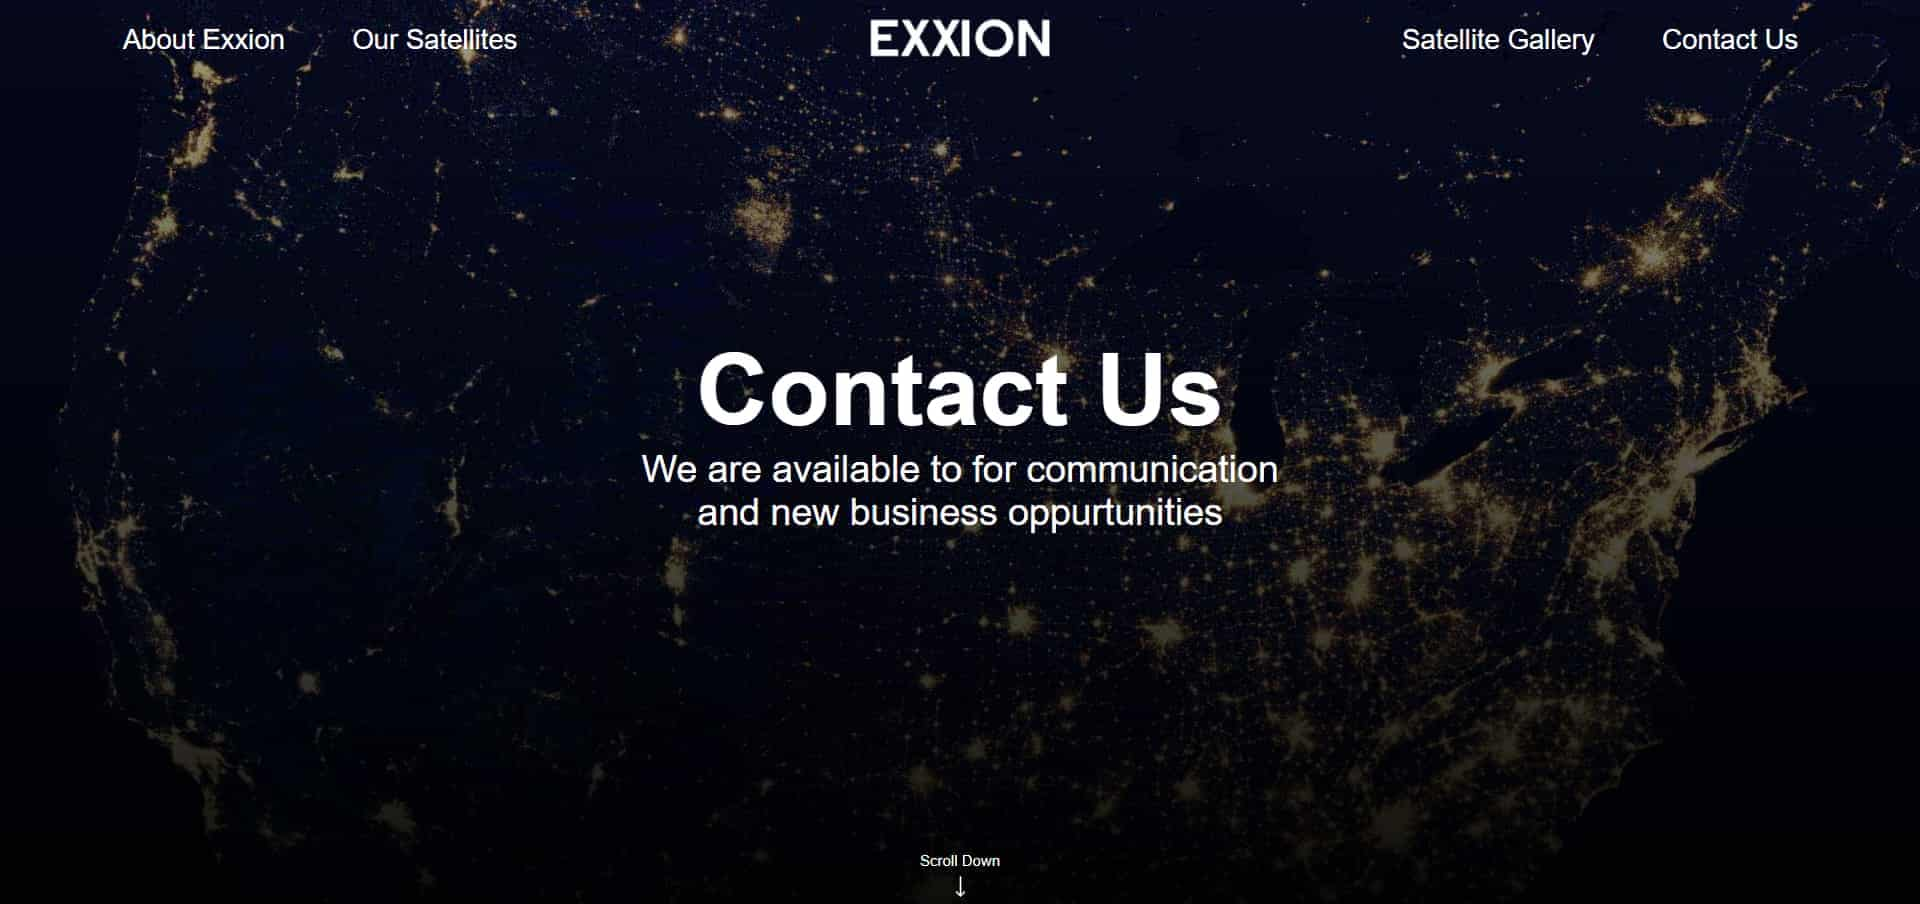 About Exxion
Our Satellites
EXXION
Satellite Gallery
Contact Us
Contact Us
We are available to for communication
and new business oppurtunities
Scroll Down